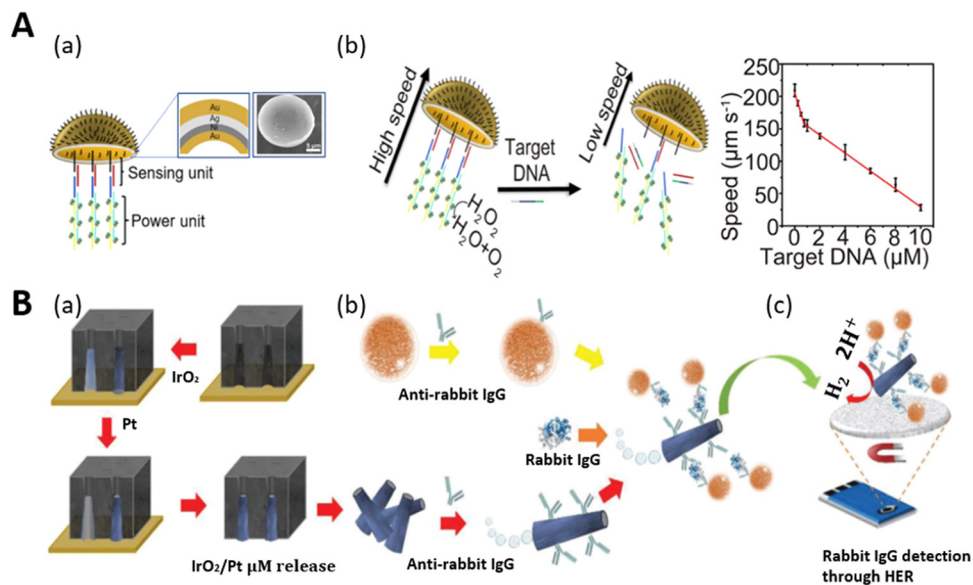 A
(a)
Au
Ag
Ni
Au
5 µm
Sensing unit
Power unit
(b)
High speed
H₂O₂
H₂O+O₂
Target
DNA
Low speed
Speed (µm s⁻¹)
250
200
150
100
50
0
0 2 4 6 8 10
Target DNA (µM)
B
(a)
IrO₂
Pt
IrO₂/Pt µM release
(b)
Anti-rabbit IgG
Rabbit IgG
Anti-rabbit IgG
(c)
2H⁺
H₂
Rabbit IgG detection
through HER